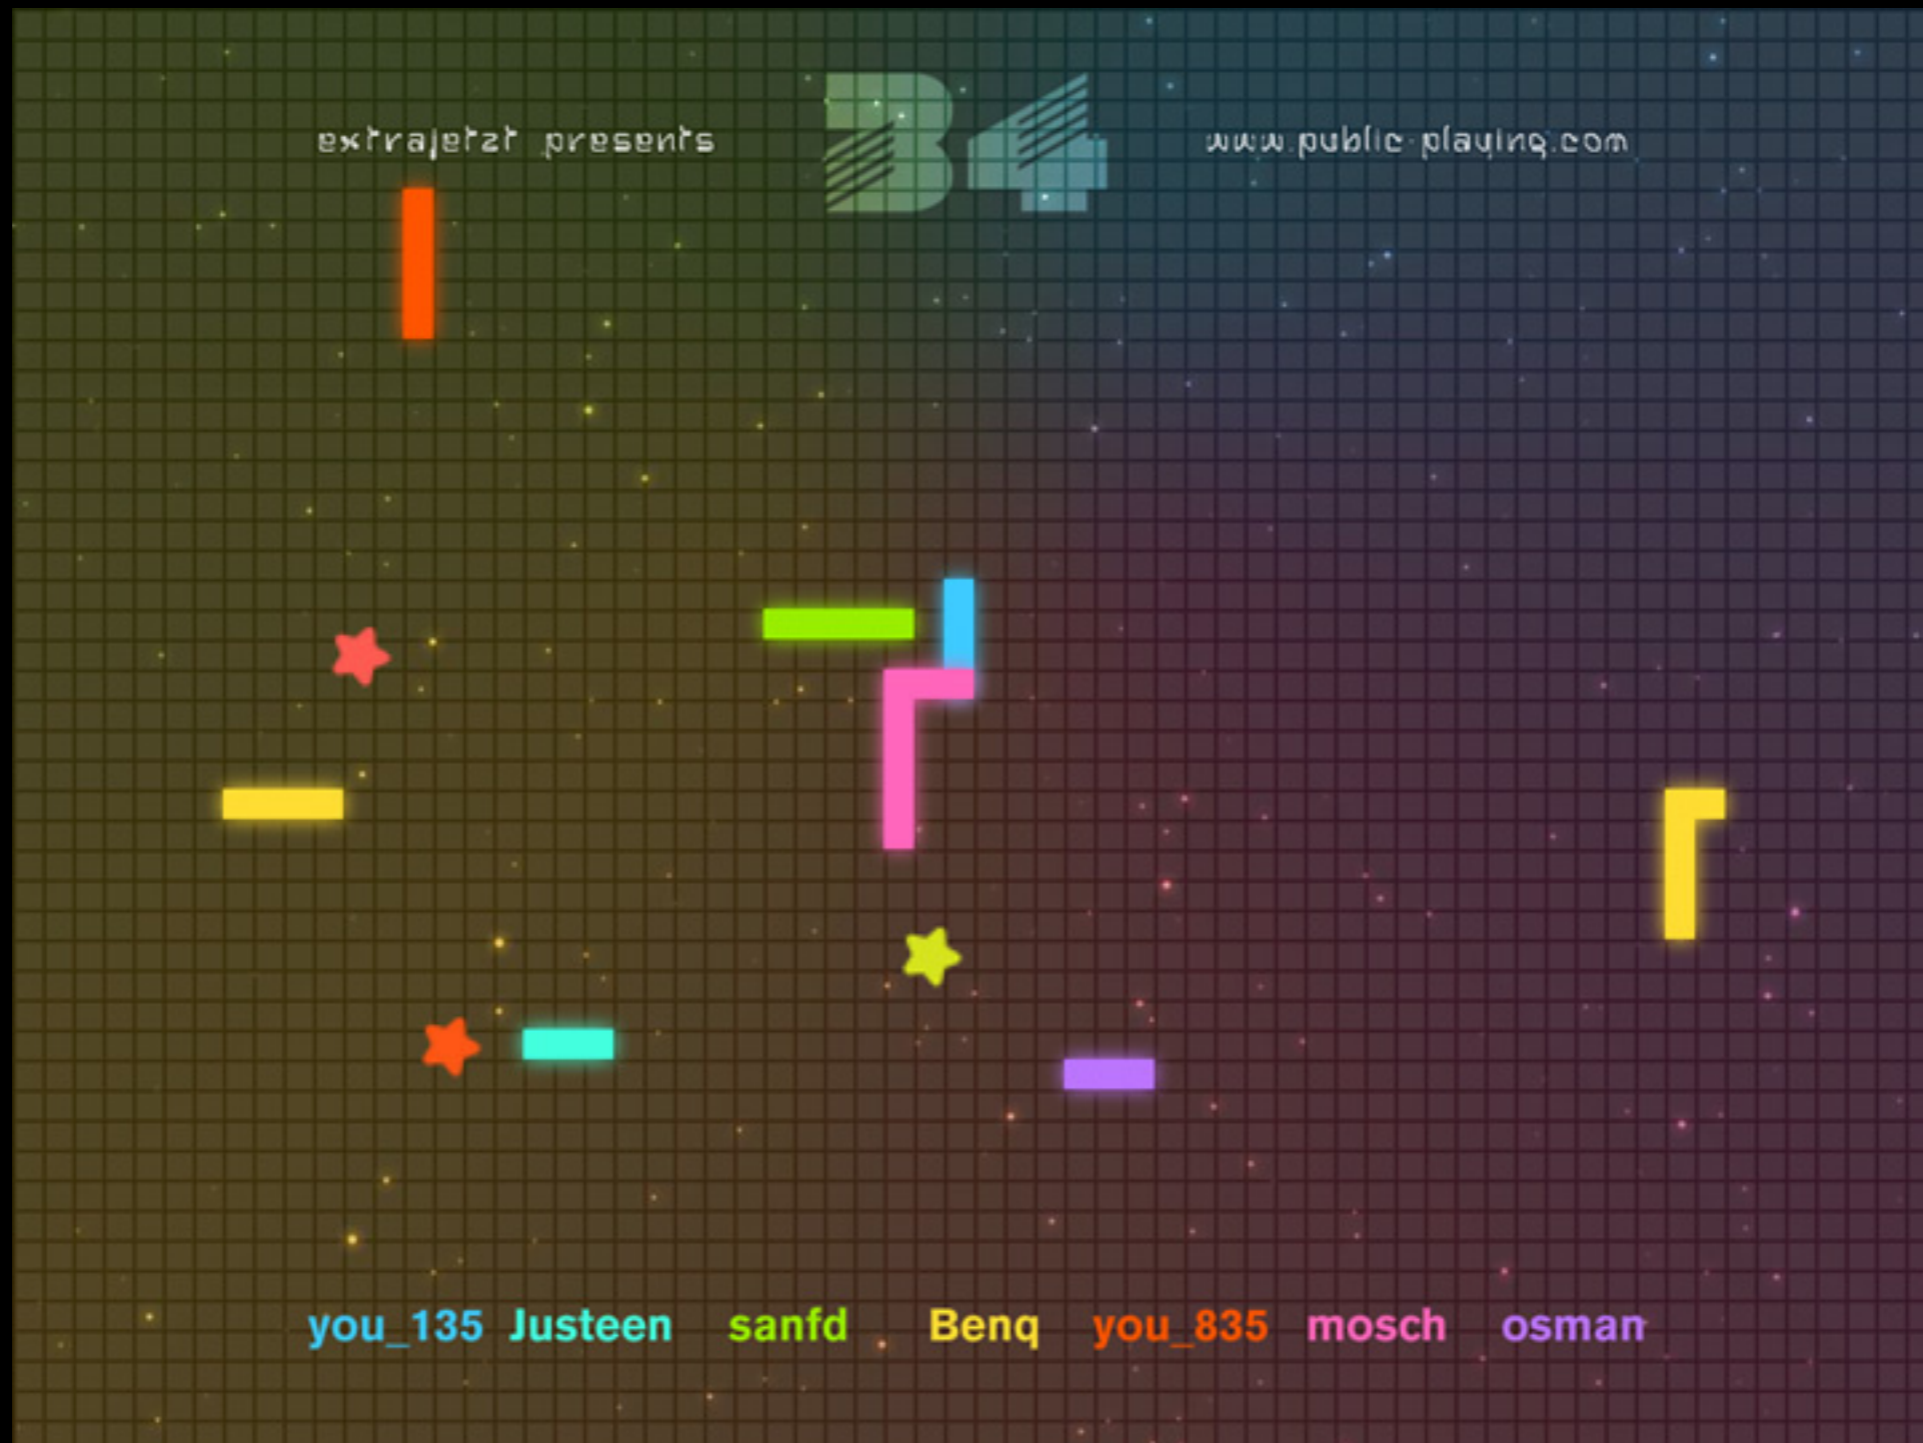 extrajetzt presents
34
www.public-playing.com
you_135 Justeen sanfd Benq you_835 mosch osman